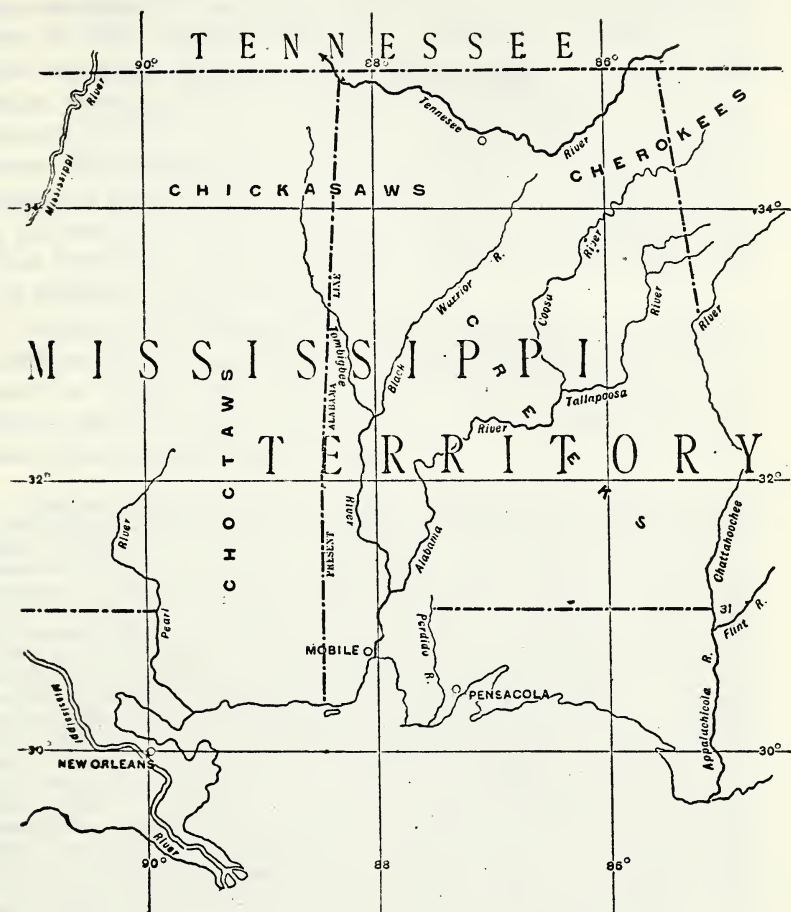 TENNESSEE
90°
88°
86°
River
Mississippi
Tennesee
River
CHEROKEES
CHICKASAWS
34
34°
River
Warrior R.
Coosa
River
River
LINE
Tombigbee
MISSISSIPPI
CREEKS
Black
ALABAMA
Tallapoosa
CHOCTAWS
River
TERRITORY
32°
32°
River
River
Alabama
PRESENT
Chattahoochee
Pearl
31
Flint R.
Perdido R.
MOBILE
PENSACOLA
Mississippi
Appaluchicola R.
30°
30°
NEW ORLEANS
River
90°
88
86°